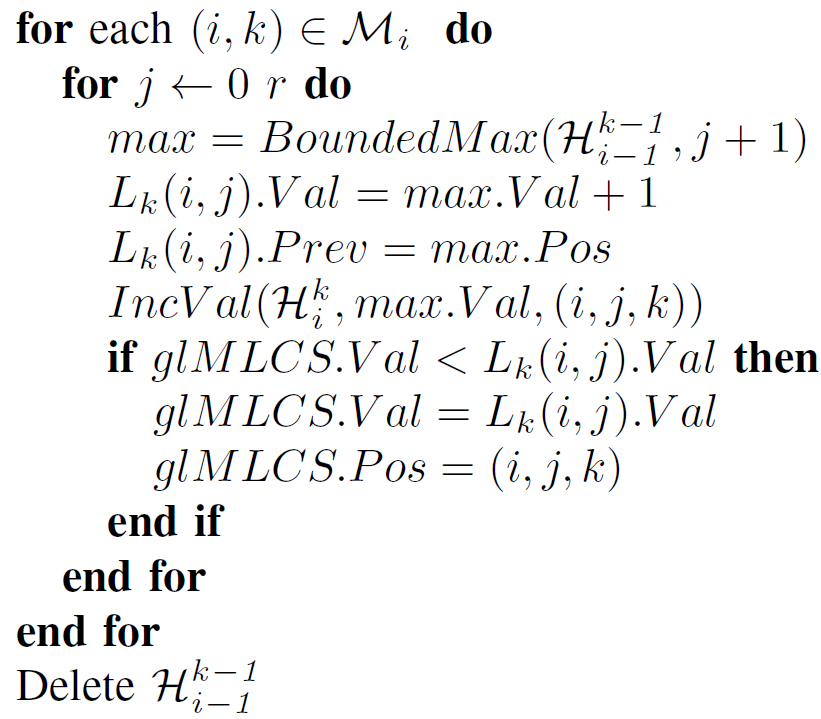 for each (i, k) ∈ ℳ_i do
for j ← 0 r do
max = BoundedMax(ℋ_{i−1}^{k−1}, j + 1)
L_k(i, j).Val = max.Val + 1
L_k(i, j).Prev = max.Pos
IncVal(ℋ_i^k, max.Val, (i, j, k))
if glMLCS.Val < L_k(i, j).Val then
glMLCS.Val = L_k(i, j).Val
glMLCS.Pos = (i, j, k)
end if
end for
end for
Delete ℋ_{i−1}^{k−1}